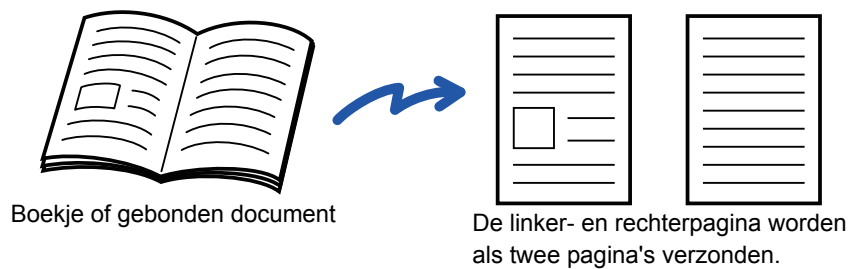 Boekje of gebonden document
De linker- en rechterpagina worden
als twee pagina's verzonden.